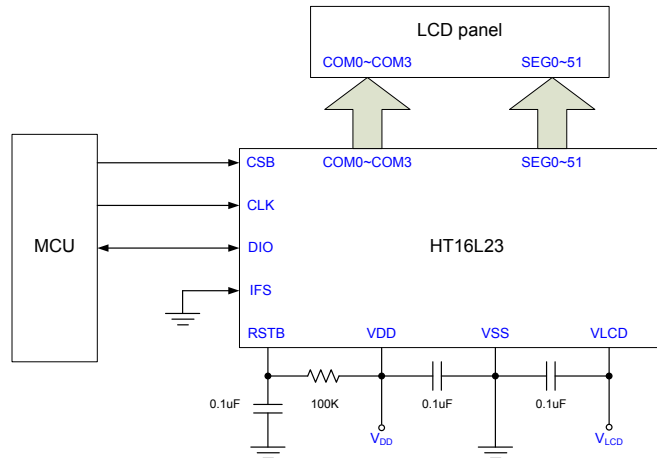 LCD panel
COM0~COM3 SEG0~51
CSB COM0~COM3 SEG0~51
CLK
MCU DIO HT16L23
IFS
RSTB VDD VSS VLCD
0.1uF 100K 0.1uF 0.1uF
VDD VLCD